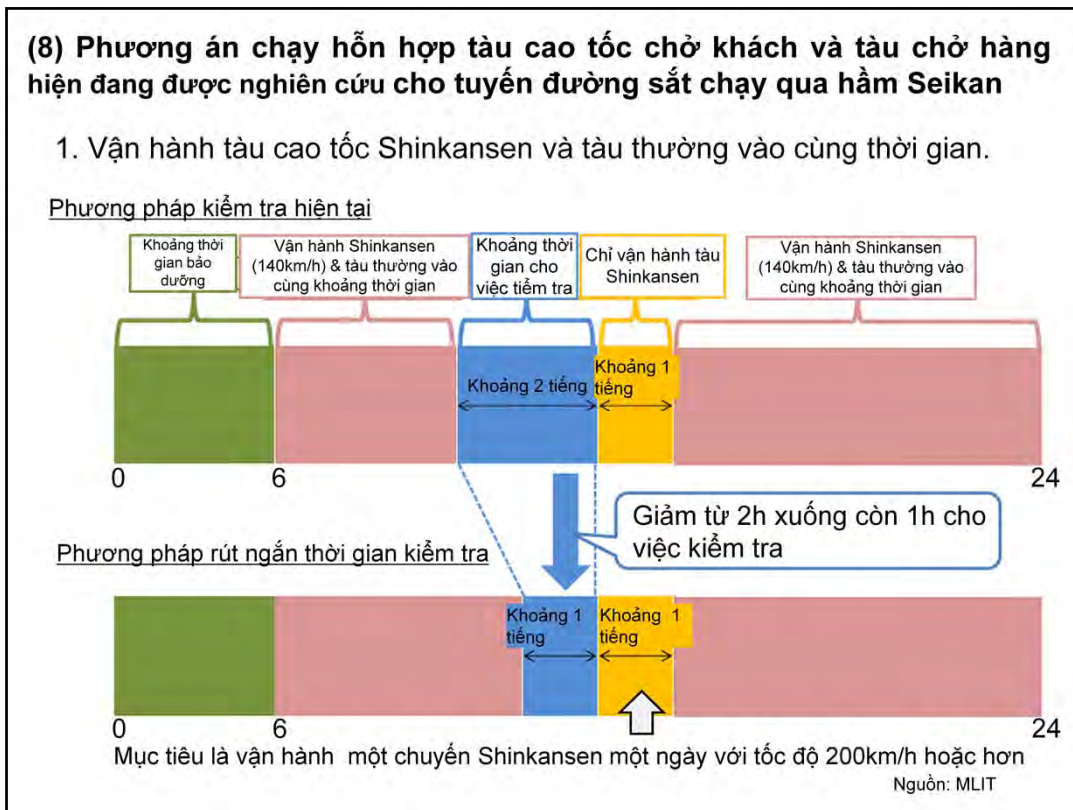 (8) Phương án chạy hỗn hợp tàu cao tốc chở khách và tàu chở hàng
hiện đang được nghiên cứu cho tuyến đường sắt chạy qua hầm Seikan
1. Vận hành tàu cao tốc Shinkansen và tàu thường vào cùng thời gian.
Phương pháp kiểm tra hiện tại
Khoảng thời
gian bảo
dưỡng
Vận hành Shinkansen
(140km/h) & tàu thường vào
cùng khoảng thời gian
Khoảng thời
gian cho
việc tiểm tra
Chỉ vận hành tàu
Shinkansen
Vận hành Shinkansen
(140km/h) & tàu thường vào
cùng khoảng thời gian
Khoảng 2 tiếng
Khoảng 1
tiếng
0
6
24
Giảm từ 2h xuống còn 1h cho
việc kiểm tra
Phương pháp rút ngắn thời gian kiểm tra
Khoảng 1
tiếng
Khoảng 1
tiếng
0
6
24
Mục tiêu là vận hành một chuyến Shinkansen một ngày với tốc độ 200km/h hoặc hơn
Nguồn: MLIT